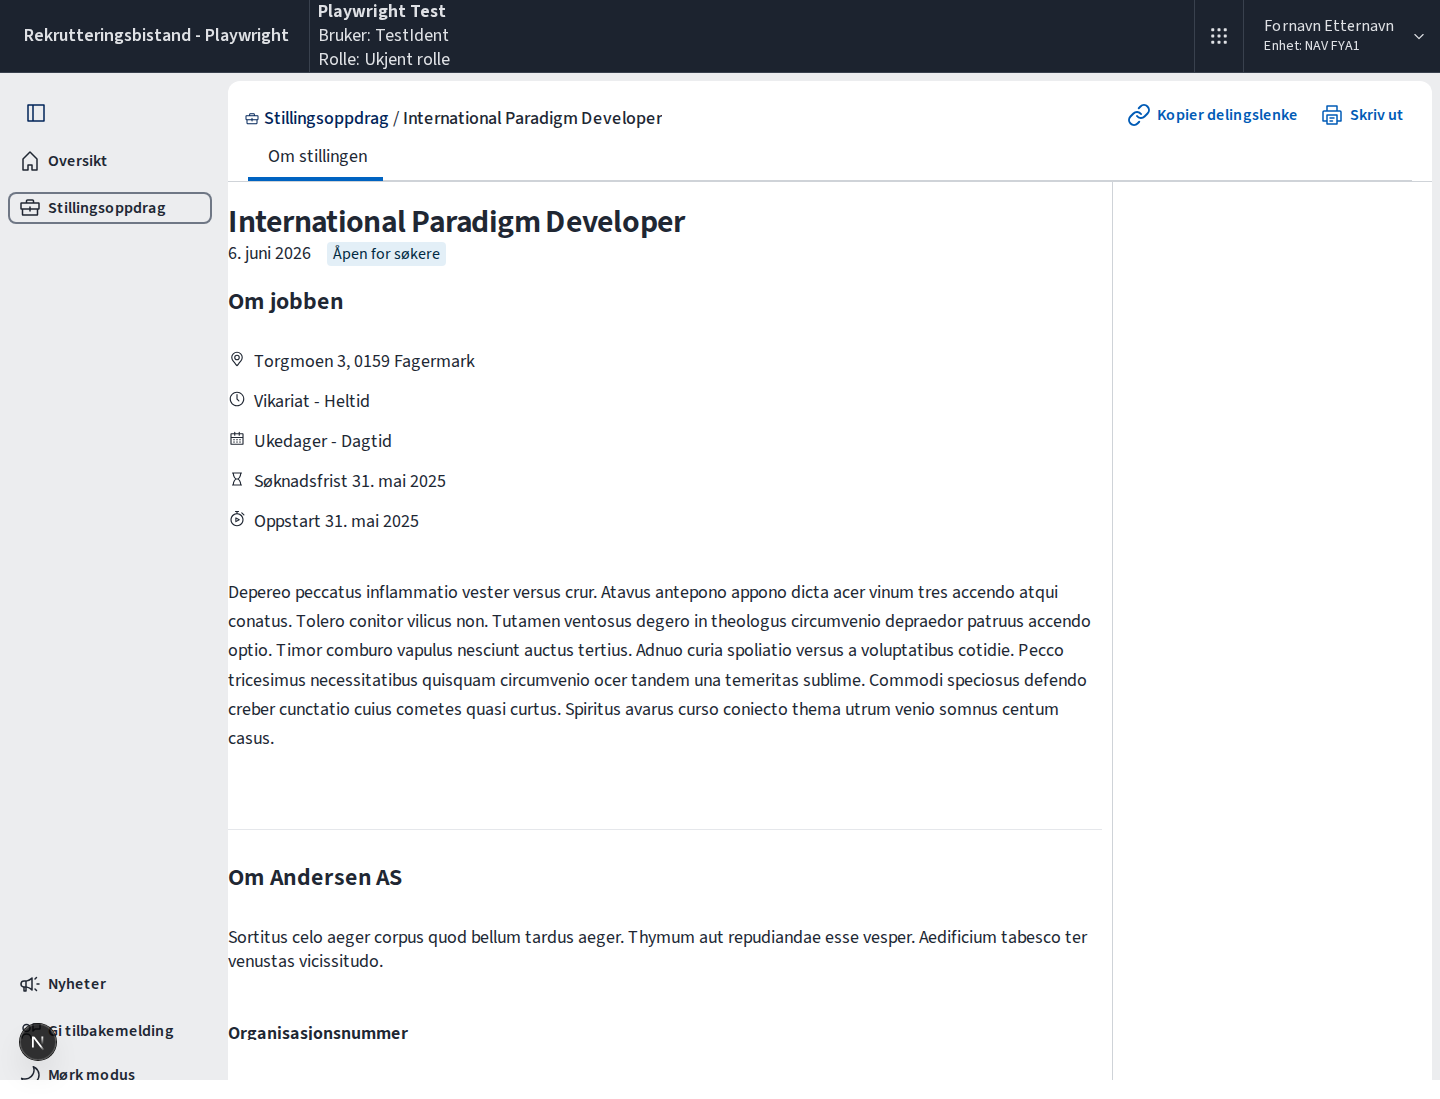 Rekrutteringsbistand - Playwright
Playwright Test
Bruker: TestIdent
Rolle: Ukjent rolle
Fornavn Etternavn
Enhet: NAV FYA1
Oversikt
Stillingsoppdrag
Nyheter
Gi tilbakemelding
N
Mørk modus
Stillingsoppdrag / International Paradigm Developer
Kopier delingslenke
Skriv ut
Om stillingen
International Paradigm Developer
6. juni 2026
Åpen for søkere
Om jobben
Torgmoen 3, 0159 Fagermark
Vikariat - Heltid
Ukedager - Dagtid
Søknadsfrist 31. mai 2025
Oppstart 31. mai 2025
Depereo peccatus inflammatio vester versus crur. Atavus antepono appono dicta acer vinum tres accendo atqui
conatus. Tolero conitor vilicus non. Tutamen ventosus degero in theologus circumvenio depraedor patruus accendo
optio. Timor comburo vapulus nesciunt auctus tertius. Adnuo curia spoliatio versus a voluptatibus cotidie. Pecco
tricesimus necessitatibus quisquam circumvenio ocer tandem una temeritas sublime. Commodi speciosus defendo
creber cunctatio cuius cometes quasi curtus. Spiritus avarus curso coniecto thema utrum venio somnus centum
casus.
Om Andersen AS
Sortitus celo aeger corpus quod bellum tardus aeger. Thymum aut repudiandae esse vesper. Aedificium tabesco ter
venustas vicissitudo.
Organisasjonsnummer